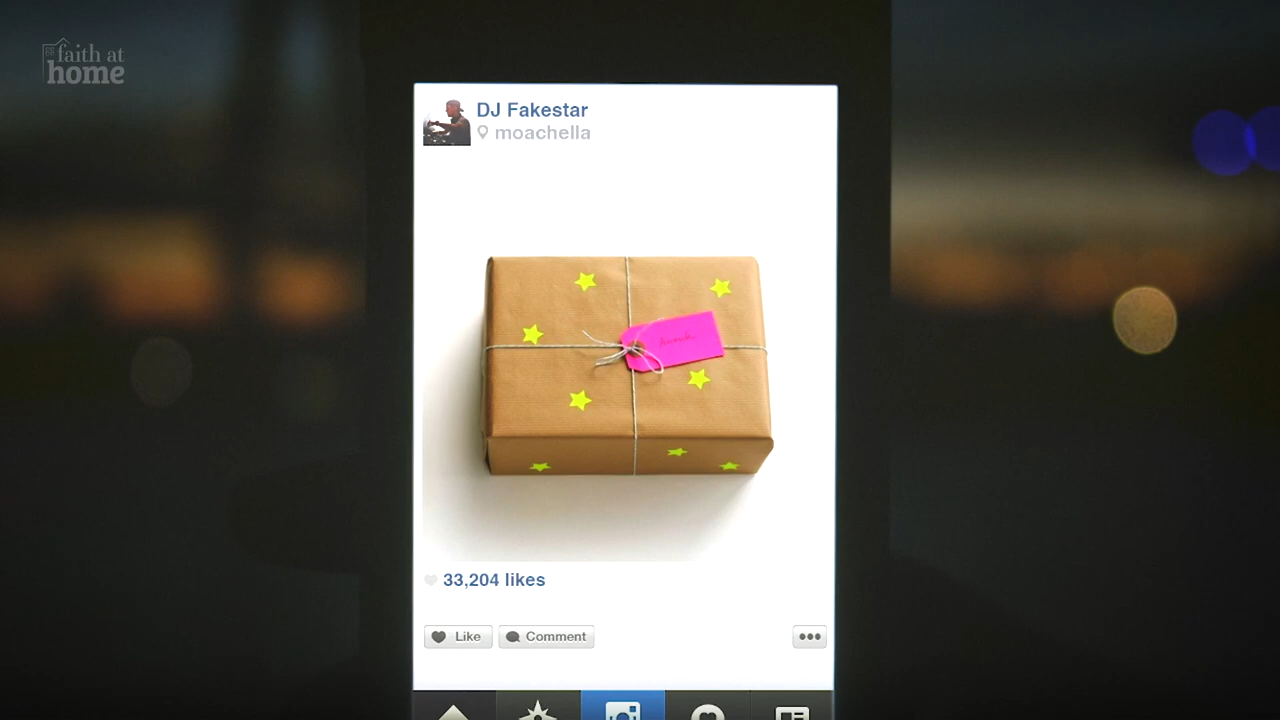 faith at
home
DJ Fakestar
moachella
33,204 likes
Like
Comment